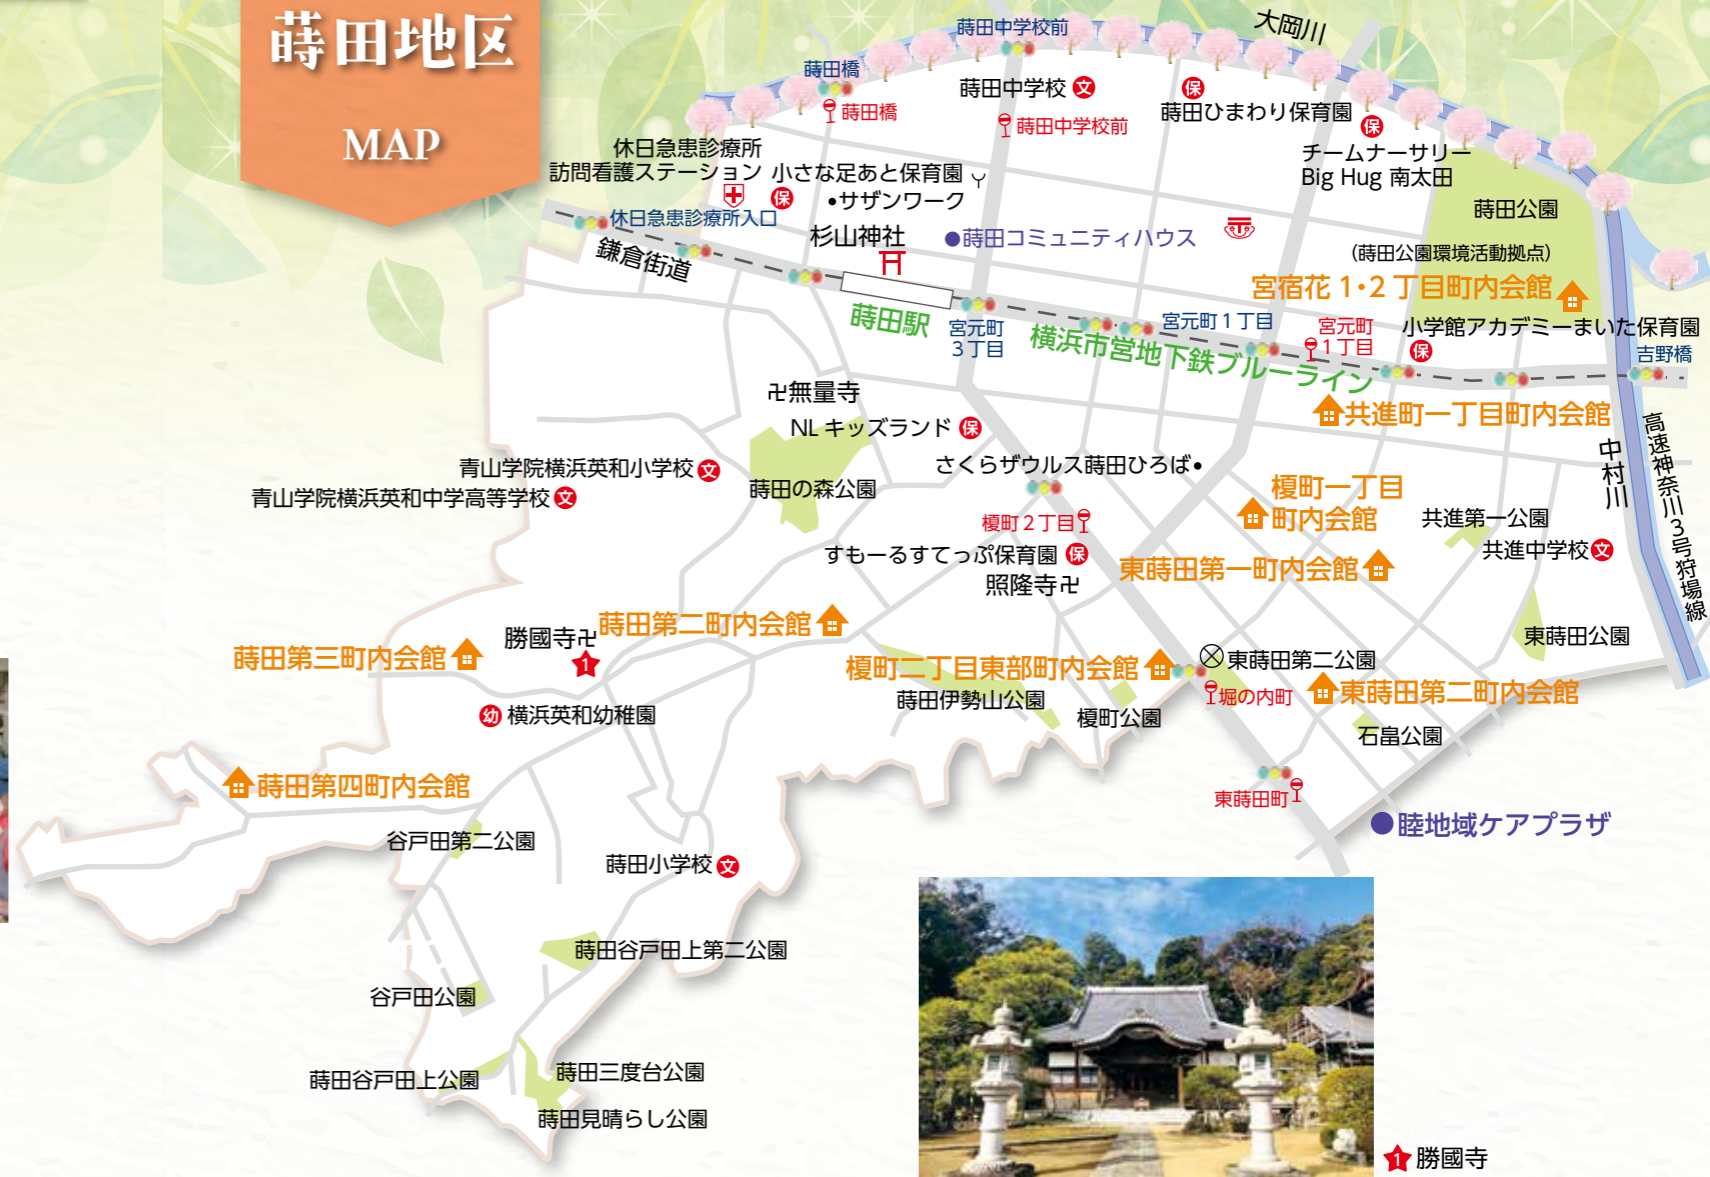 蒔田地区
MAP
大岡川
蒔田中学校前
蒔田橋
蒔田橋
蒔田中学校 文
蒔田中学校前
保
蒔田ひまわり保育園
保
チームナーサリー
Big Hug 南太田
休日急患診療所
訪問看護ステーション
小さな足あと保育園
保
•サザンワーク
休日急患診療所入口
杉山神社
●蒔田コミュニティハウス
蒔田公園
（蒔田公園環境活動拠点）
宮宿花 1・2 丁目町内会館
鎌倉街道
蒔田駅
宮元町
3丁目
横浜市営地下鉄ブルーライン
宮元町 1 丁目
宮元町
1丁目
小学館アカデミーまいた保育園
保
吉野橋
共進町一丁目町内会館
卍無量寺
NL キッズランド 保
さくらザウルス蒔田ひろば•
中村川
高速神奈川3号狩場線
青山学院横浜英和小学校 文
青山学院横浜英和中学高等学校 文
蒔田の森公園
榎町 2 丁目
榎町一丁目
町内会館
共進第一公園
共進中学校 文
すもーるすてっぷ保育園 保
照隆寺卍
東蒔田第一町内会館
勝國寺卍
1
蒔田第二町内会館
蒔田第三町内会館
東蒔田公園
榎町二丁目東部町内会館
東蒔田第二公園
堀の内町
東蒔田第二町内会館
蒔田伊勢山公園
榎町公園
石畠公園
幼 横浜英和幼稚園
蒔田第四町内会館
東蒔田町
●睦地域ケアプラザ
谷戸田第二公園
蒔田小学校 文
蒔田谷戸田上第二公園
谷戸田公園
蒔田谷戸田上公園
蒔田三度台公園
蒔田見晴らし公園
1 勝國寺